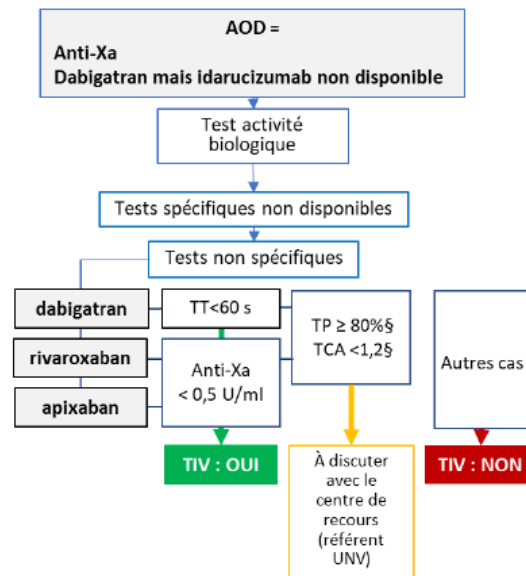 AOD =
Anti-Xa
Dabigatran mais idarucizumab non disponible
Test activité
biologique
Tests spécifiques non disponibles
Tests non spécifiques
dabigatran
TT<60 s
TP ≥ 80%§
TCA <1,2§
Autres cas
rivaroxaban
Anti-Xa
< 0,5 U/ml
apixaban
TIV : OUI
À discuter
avec le
centre de
recours
(référent
UNV)
TIV : NON